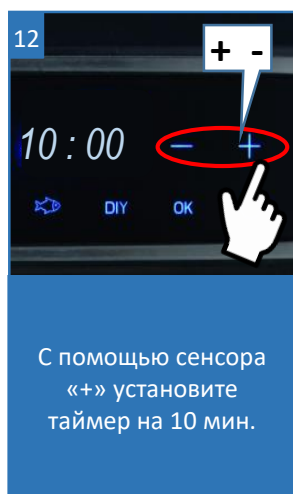 12
+ -
10 : 00 − +
DIY OK
С помощью сенсора
«+» установите
таймер на 10 мин.